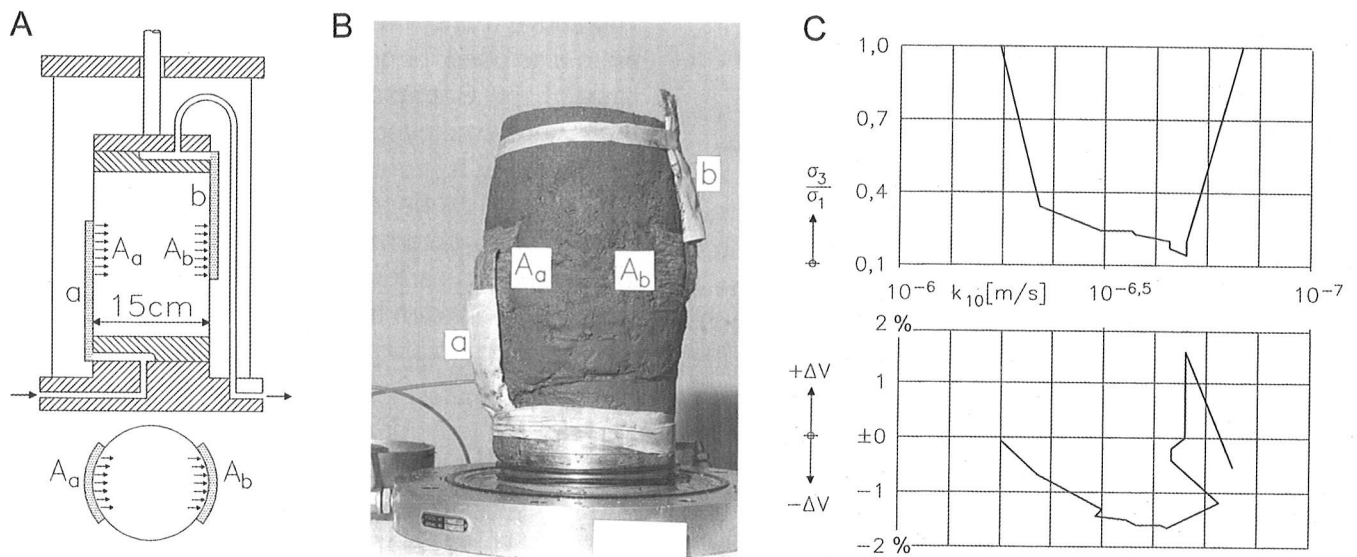 A
b
A_a
A_b
a
15cm
A_a
A_b
B
b
A_a
A_b
a
C
1,0
0,7
σ₃/σ₁
0,4
0,1
10⁻⁶ k₁₀[m/s] 10⁻⁶,⁵ 10⁻⁷
2 %
+ΔV
1
±0
−ΔV
−1
−2 %